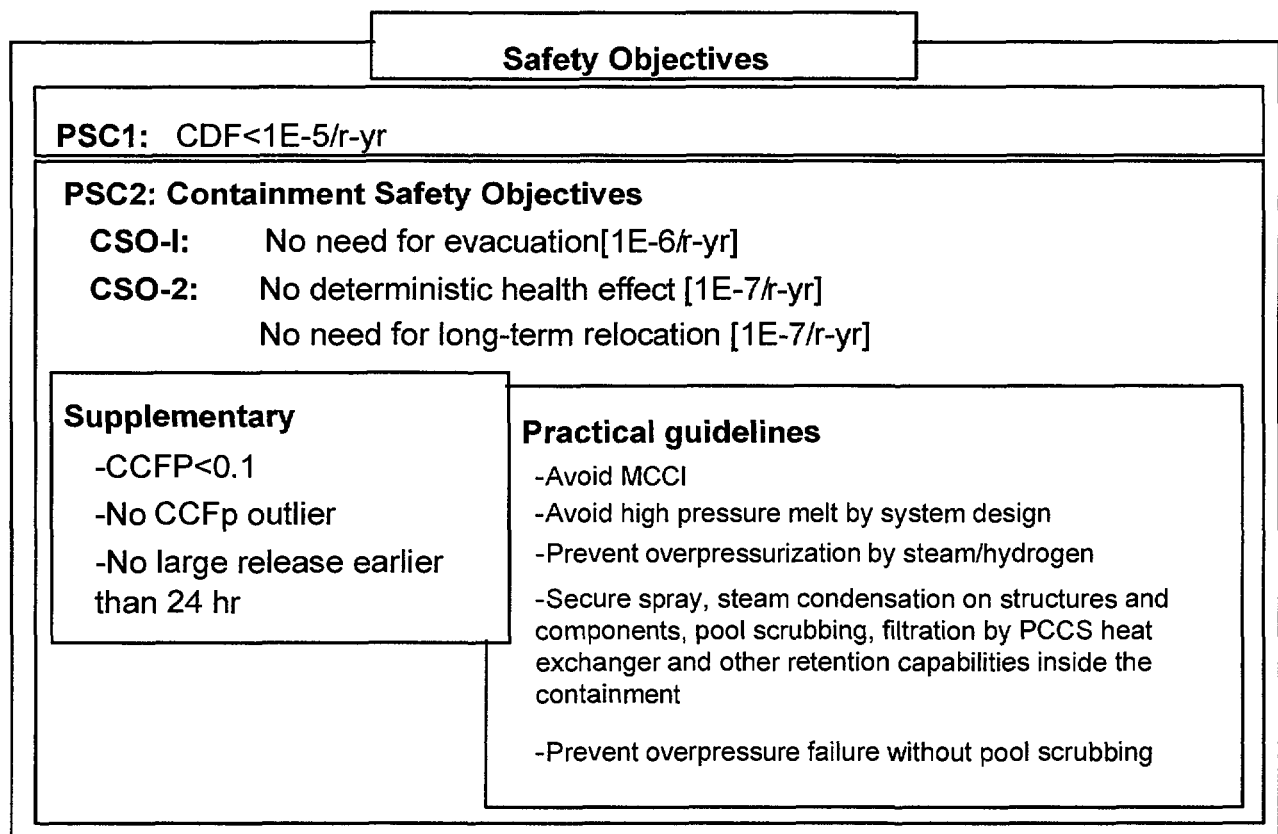 Safety Objectives
PSC1: CDF<1E-5/r-yr
PSC2: Containment Safety Objectives
CSO-I: No need for evacuation[1E-6/r-yr]
CSO-2: No deterministic health effect [1E-7/r-yr]
No need for long-term relocation [1E-7/r-yr]
Supplementary
-CCFP<0.1
-No CCFp outlier
-No large release earlier
than 24 hr
Practical guidelines
-Avoid MCCI
-Avoid high pressure melt by system design
-Prevent overpressurization by steam/hydrogen
-Secure spray, steam condensation on structures and
components, pool scrubbing, filtration by PCCS heat
exchanger and other retention capabilities inside the
containment
-Prevent overpressure failure without pool scrubbing